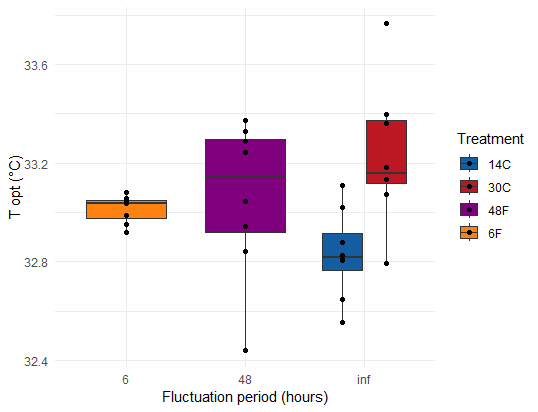 T opt (°C)
33.6
33.2
32.8
32.4
6
48
inf
Fluctuation period (hours)
Treatment
14C
30C
48F
6F